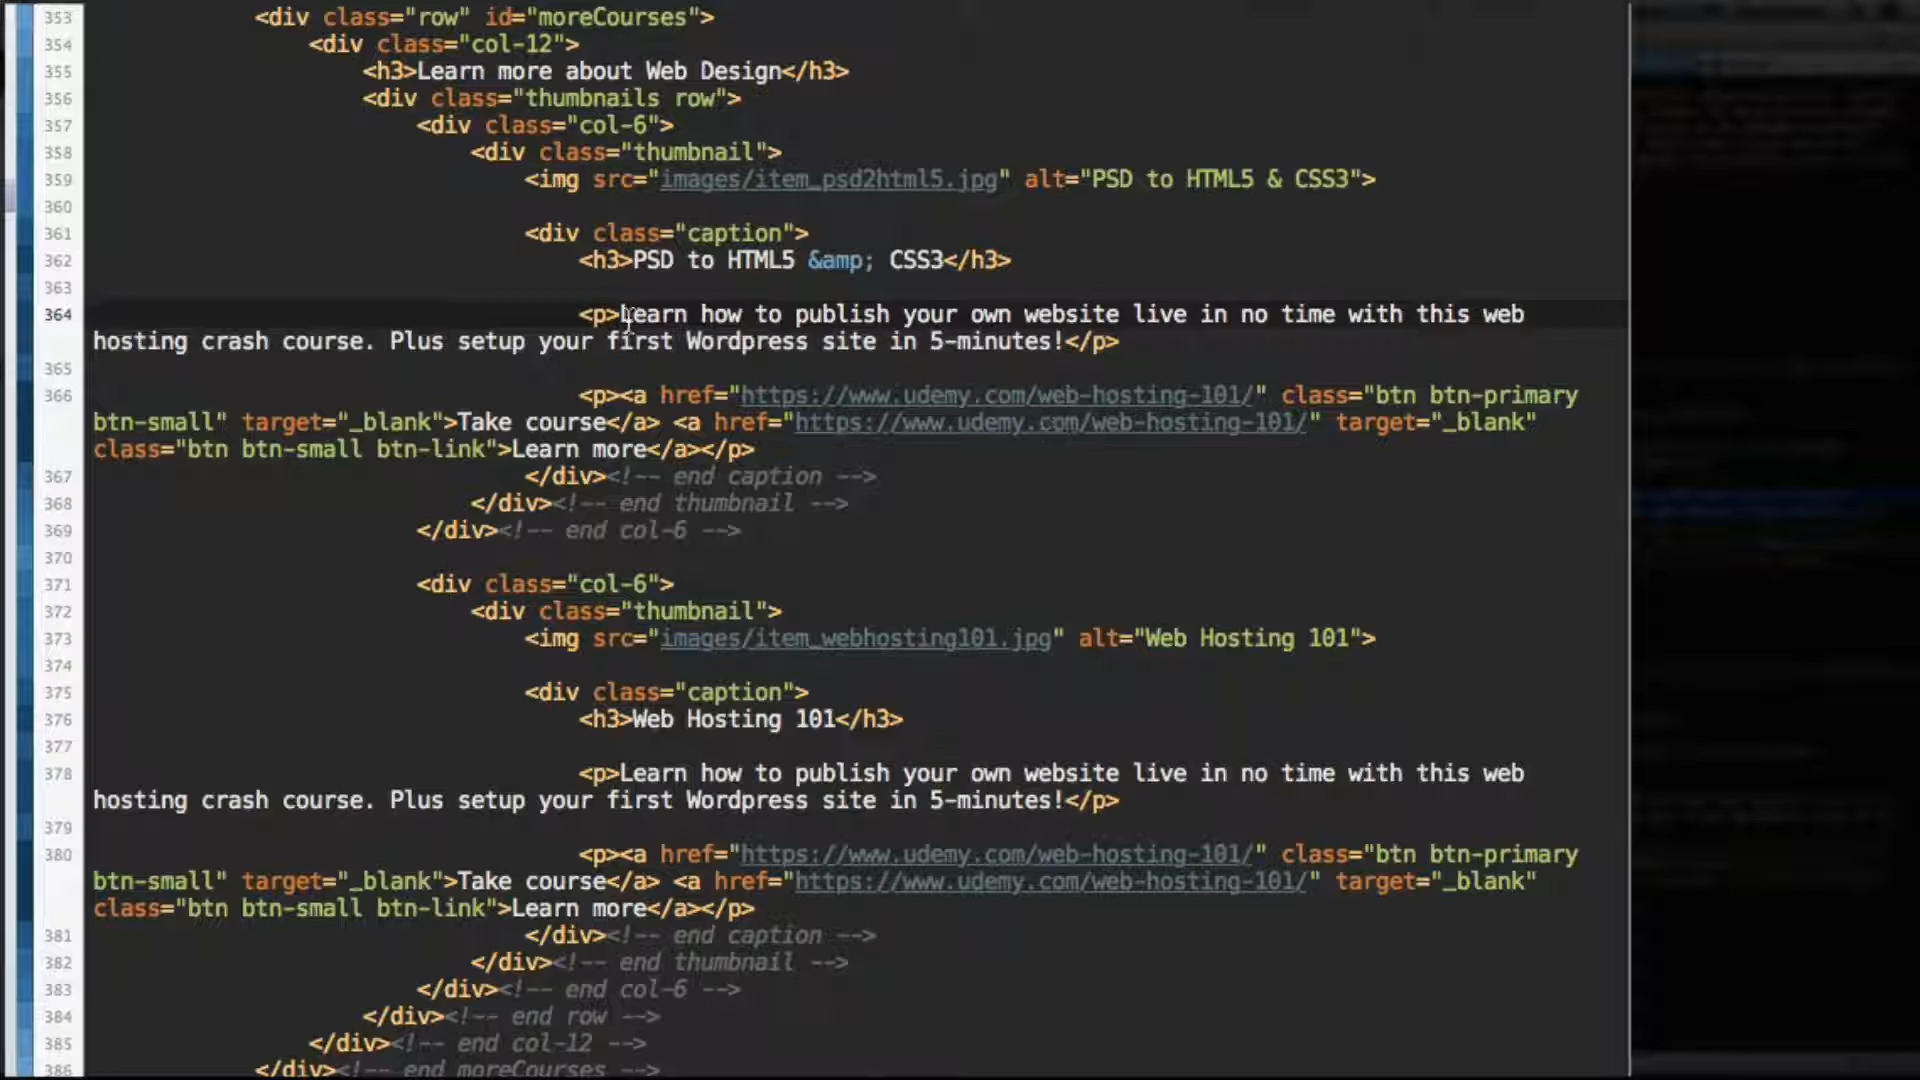 353 <div class="row" id="moreCourses">
354 <div class="col-12">
355 <h3>Learn more about Web Design</h3>
356 <div class="thumbnails row">
357 <div class="col-6">
358 <div class="thumbnail">
359 <img src="images/item_psd2html5.jpg" alt="PSD to HTML5 & CSS3">
360
361 <div class="caption">
362 <h3>PSD to HTML5 &amp; CSS3</h3>
363
364 <p>Learn how to publish your own website live in no time with this web
hosting crash course. Plus setup your first Wordpress site in 5-minutes!</p>
365
366 <p><a href="https://www.udemy.com/web-hosting-101/" class="btn btn-primary
btn-small" target="_blank">Take course</a> <a href="https://www.udemy.com/web-hosting-101/" target="_blank"
class="btn btn-small btn-link">Learn more</a></p>
367 </div><!-- end caption -->
368 </div><!-- end thumbnail -->
369 </div><!-- end col-6 -->
370
371 <div class="col-6">
372 <div class="thumbnail">
373 <img src="images/item_webhosting101.jpg" alt="Web Hosting 101">
374
375 <div class="caption">
376 <h3>Web Hosting 101</h3>
377
378 <p>Learn how to publish your own website live in no time with this web
hosting crash course. Plus setup your first Wordpress site in 5-minutes!</p>
379
380 <p><a href="https://www.udemy.com/web-hosting-101/" class="btn btn-primary
btn-small" target="_blank">Take course</a> <a href="https://www.udemy.com/web-hosting-101/" target="_blank"
class="btn btn-small btn-link">Learn more</a></p>
381 </div><!-- end caption -->
382 </div><!-- end thumbnail -->
383 </div><!-- end col-6 -->
384 </div><!-- end row -->
385 </div><!-- end col-12 -->
386 </div><!-- end moreCourses -->